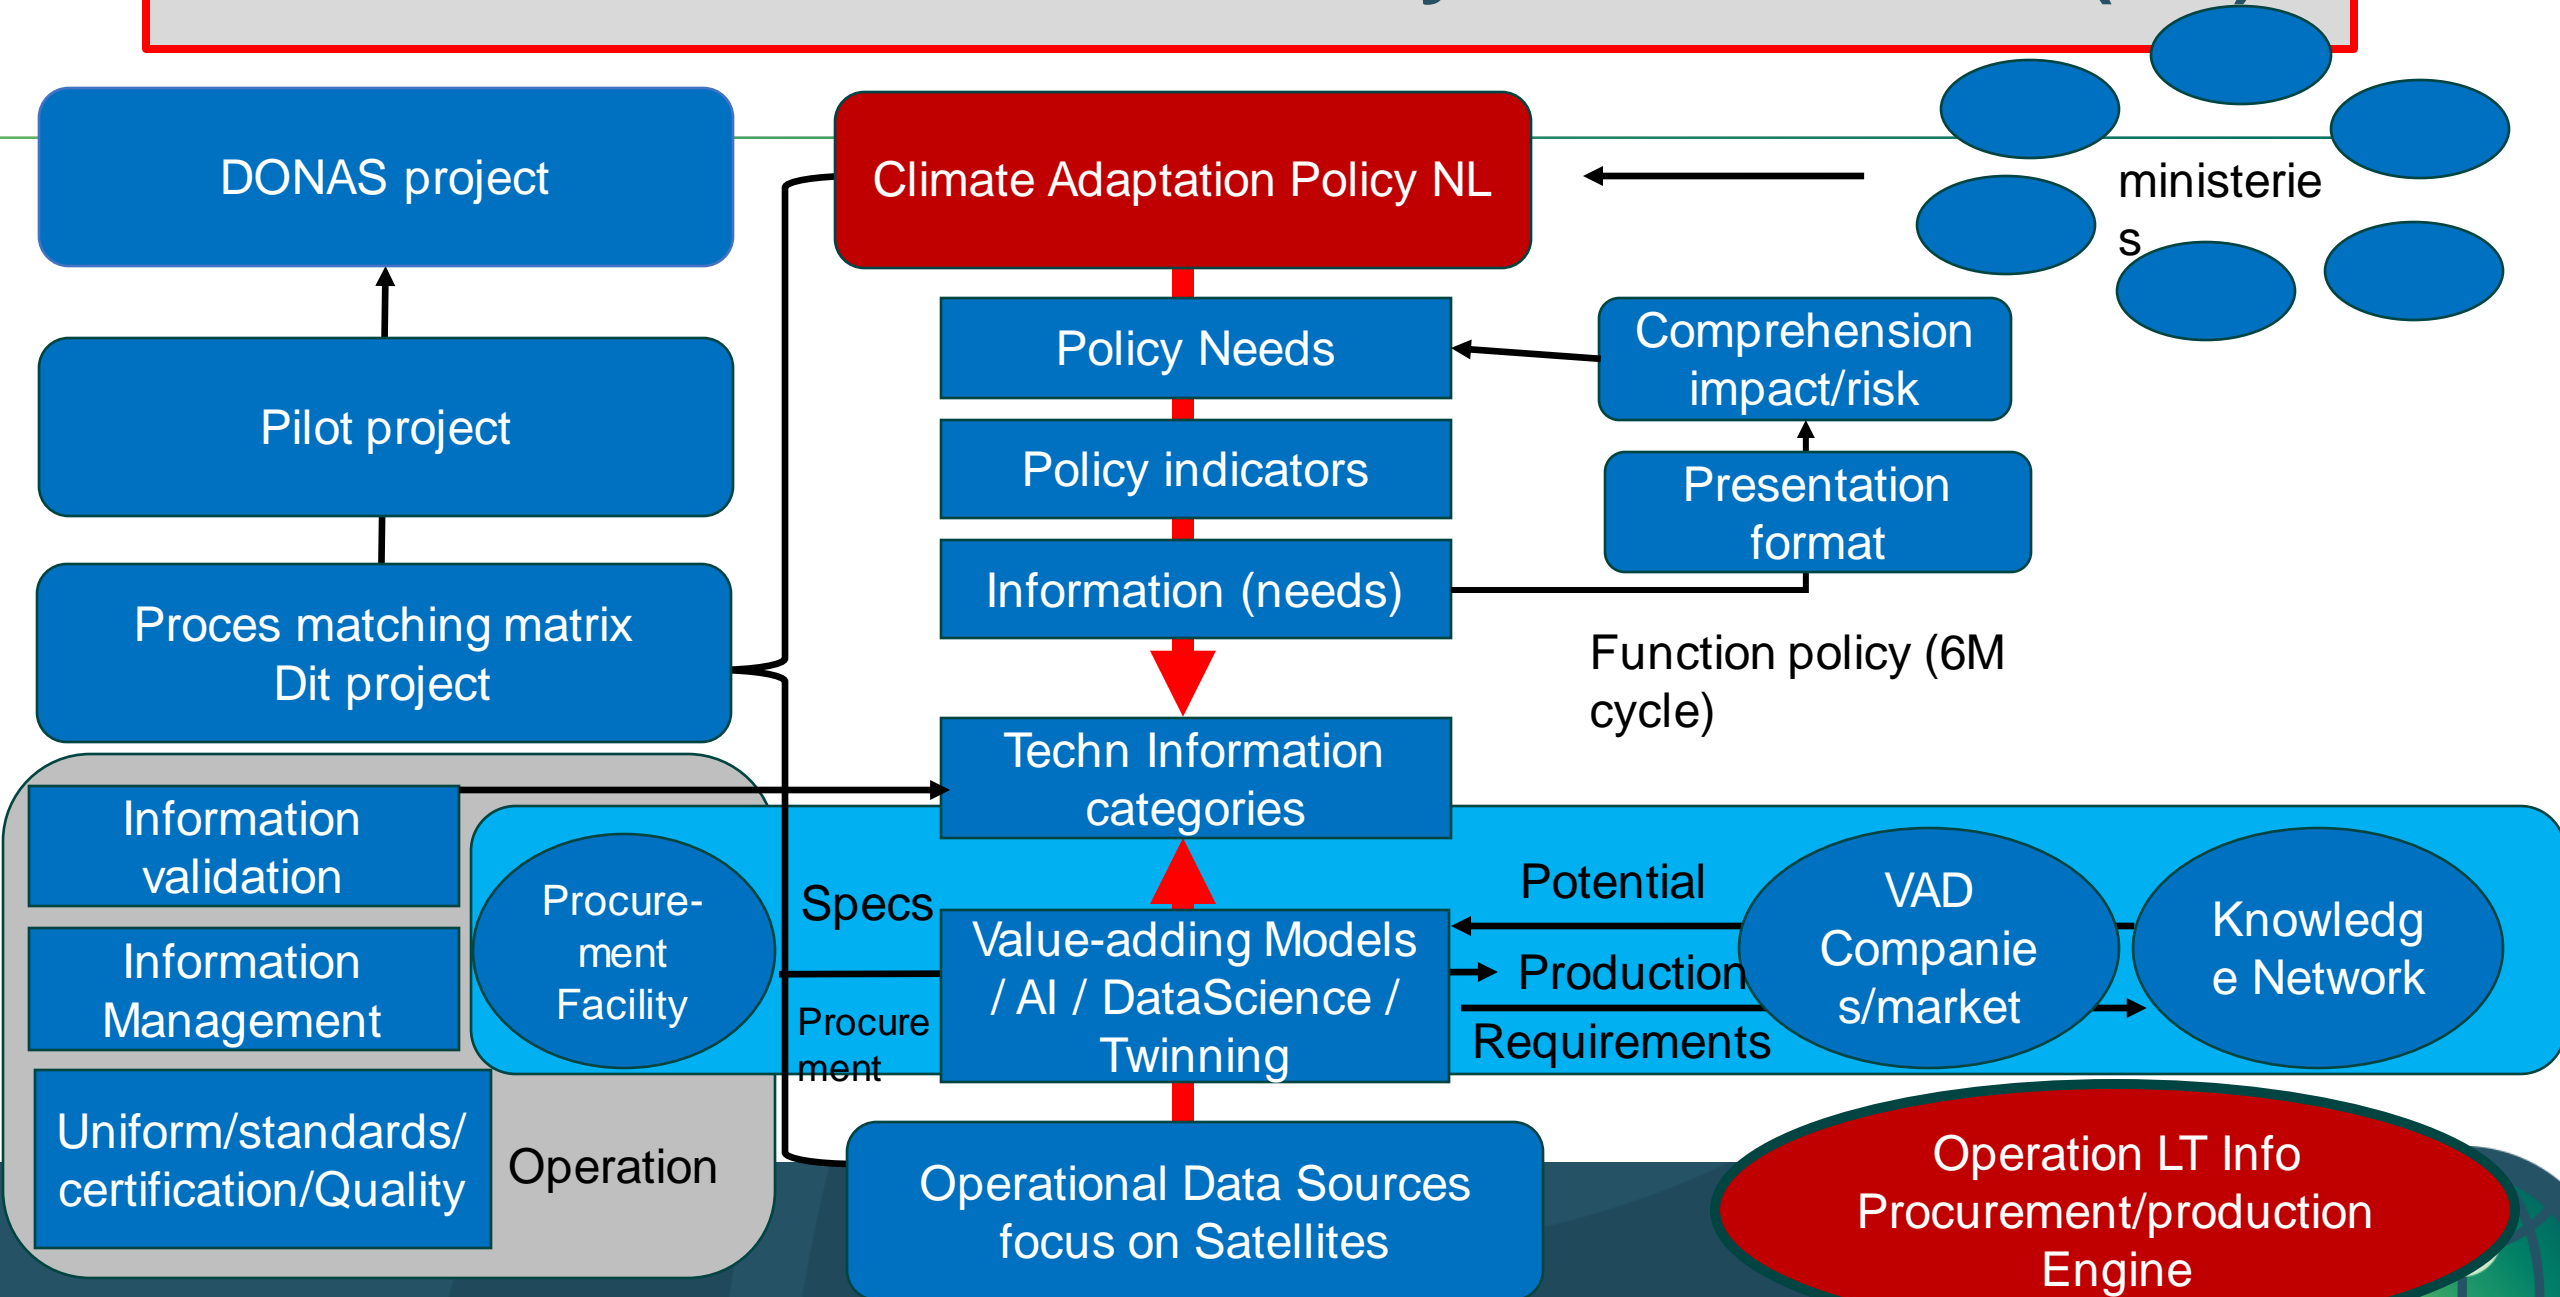 DONAS project
Climate Adaptation Policy NL
ministerie
s
Pilot project
Policy Needs
Comprehension
impact/risk
Policy indicators
Presentation
format
Proces matching matrix
Dit project
Information (needs)
Function policy (6M
cycle)
Techn Information
categories
Information
validation
Information
Management
Uniform/standards/
certification/Quality
Operation
Procure-
ment
Facility
Specs
Procure
ment
Value-adding Models
/ AI / DataScience /
Twinning
Potential
Production
Requirements
VAD
Companie
s/market
Knowledg
e Network
Operational Data Sources
focus on Satellites
Operation LT Info
Procurement/production
Engine